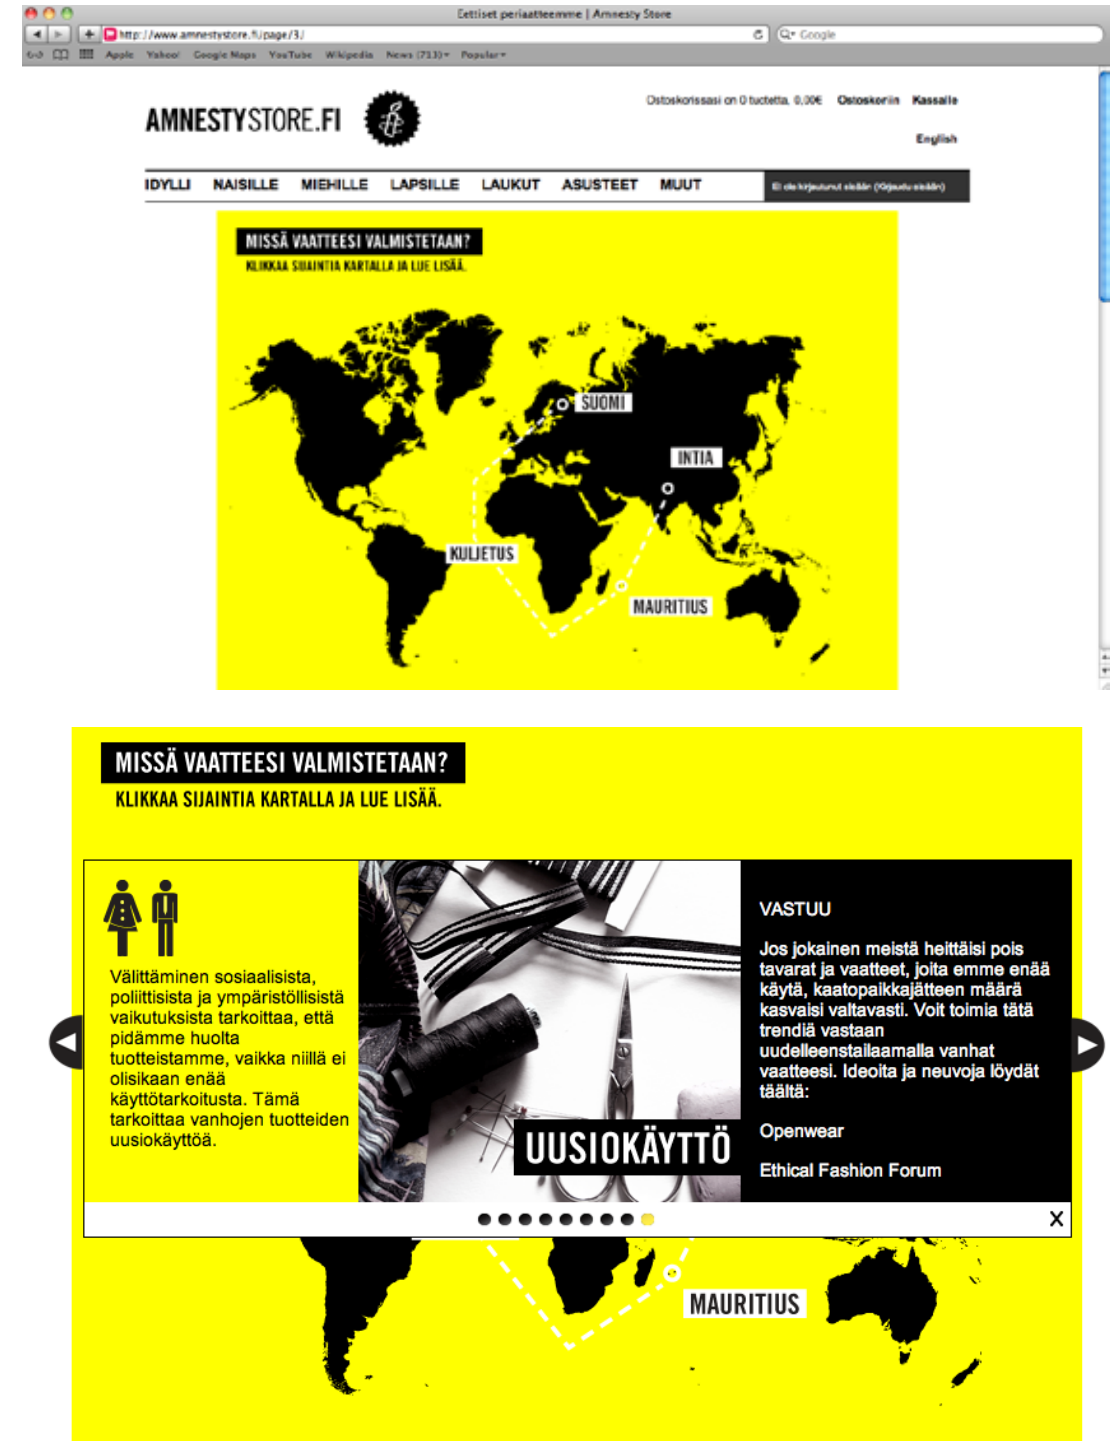 Eettiset periaatteemme | Amnesty Store
http://www.amnestystore.fi/page/3/
Google
Apple Yahoo! Google Maps YouTube Wikipedia News (713) Popular
AMNESTYSTORE.FI
Ostoskorissasi on 0 tuotetta. 0,00€ Ostoskoriin Kassalle
English
IDYLLI NAISILLE MIEHILLE LAPSILLE LAUKUT ASUSTEET MUUT
Et ole kirjautunut sisään (Kirjaudu sisään)
MISSÄ VAATTEESI VALMISTETAAN?
KLIKKAA SIJAINTIA KARTALLA JA LUE LISÄÄ.
SUOMI
INTIA
KULJETUS
MAURITIUS
MISSÄ VAATTEESI VALMISTETAAN?
KLIKKAA SIJAINTIA KARTALLA JA LUE LISÄÄ.
Välittäminen sosiaalisista,
poliittisista ja ympäristöllisistä
vaikutuksista tarkoittaa, että
pidämme huolta
tuotteistamme, vaikka niillä ei
olisikaan enää
käyttötarkoitusta. Tämä
tarkoittaa vanhojen tuotteiden
uusiokäyttöä.
UUSIOKÄYTTÖ
VASTUU
Jos jokainen meistä heittäisi pois
tavarat ja vaatteet, joita emme enää
käytä, kaatopaikkajätteen määrä
kasvaisi valtavasti. Voit toimia tätä
trendiä vastaan
uudelleenstailaamalla vanhat
vaatteesi. Ideoita ja neuvoja löydät
täältä:
Openwear
Ethical Fashion Forum
X
MAURITIUS